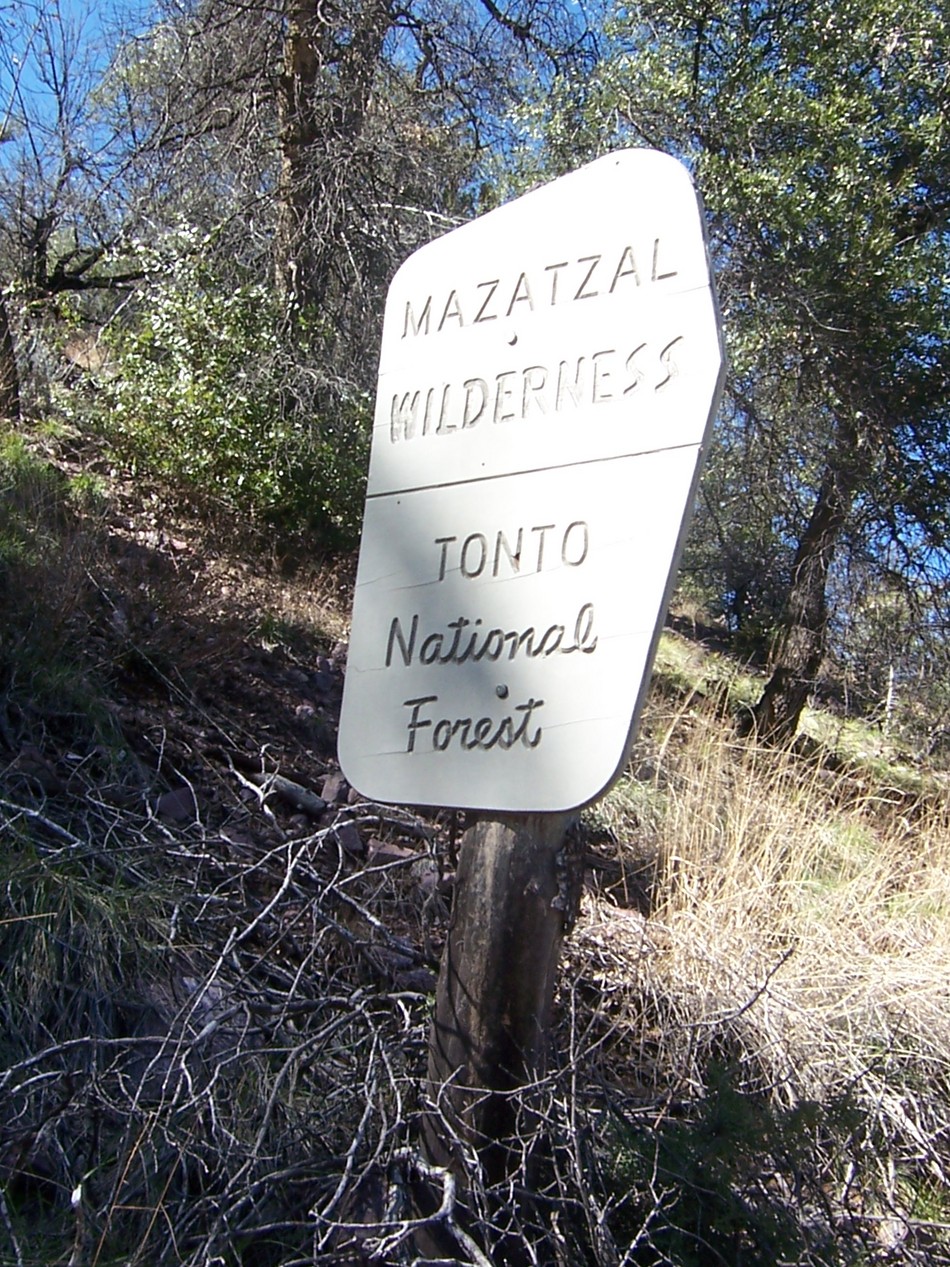 MAZATZAL
WILDERNESS
TONTO
National
Forest